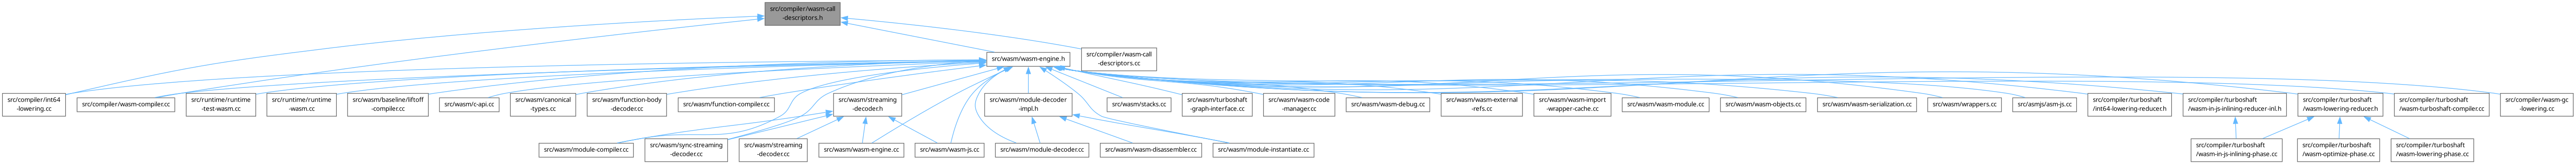 src/compiler/wasm-call
-descriptors.h
src/wasm/wasm-engine.h
src/compiler/wasm-call
-descriptors.cc
src/compiler/int64
-lowering.cc
src/compiler/wasm-compiler.cc
src/runtime/runtime
-test-wasm.cc
src/runtime/runtime
-wasm.cc
src/wasm/baseline/liftoff
-compiler.cc
src/wasm/c-api.cc
src/wasm/canonical
-types.cc
src/wasm/function-body
-decoder.cc
src/wasm/function-compiler.cc
src/wasm/streaming
-decoder.h
src/wasm/module-decoder
-impl.h
src/wasm/stacks.cc
src/wasm/turboshaft
-graph-interface.cc
src/wasm/wasm-code
-manager.cc
src/wasm/wasm-debug.cc
src/wasm/wasm-external
-refs.cc
src/wasm/wasm-import
-wrapper-cache.cc
src/wasm/wasm-module.cc
src/wasm/wasm-objects.cc
src/wasm/wasm-serialization.cc
src/wasm/wrappers.cc
src/asmjs/asm-js.cc
src/compiler/turboshaft
/int64-lowering-reducer.h
src/compiler/turboshaft
/wasm-in-js-inlining-reducer-inl.h
src/compiler/turboshaft
/wasm-lowering-reducer.h
src/compiler/turboshaft
/wasm-turboshaft-compiler.cc
src/compiler/wasm-gc
-lowering.cc
src/wasm/module-compiler.cc
src/wasm/sync-streaming
-decoder.cc
src/wasm/streaming
-decoder.cc
src/wasm/wasm-engine.cc
src/wasm/wasm-js.cc
src/wasm/module-decoder.cc
src/wasm/wasm-disassembler.cc
src/wasm/module-instantiate.cc
src/compiler/turboshaft
/wasm-in-js-inlining-phase.cc
src/compiler/turboshaft
/wasm-optimize-phase.cc
src/compiler/turboshaft
/wasm-lowering-phase.cc